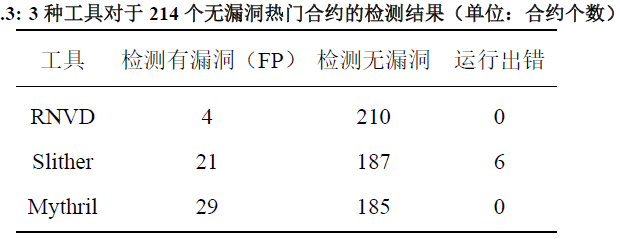 .3: 3 种工具对于 214 个无漏洞热门合约的检测结果（单位：合约个数）
工具 检测有漏洞（FP） 检测无漏洞 运行出错
RNVD 4 210 0
Slither 21 187 6
Mythril 29 185 0